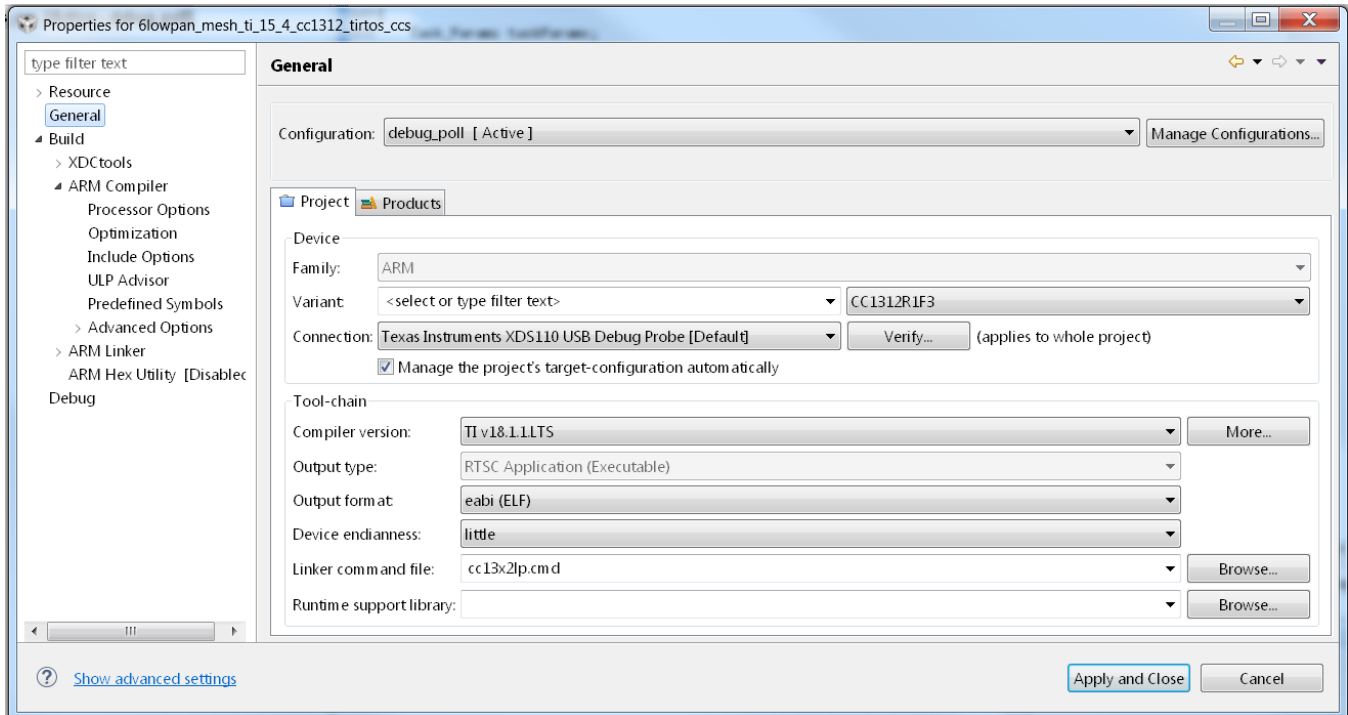 Properties for 6lowpan_mesh_ti_15_4_cc1312_tirtos_ccs
type filter text
General
Resource
General
Build
XDCtools
ARM Compiler
Processor Options
Optimization
Include Options
ULP Advisor
Predefined Symbols
Advanced Options
ARM Linker
ARM Hex Utility [Disablec
Debug
Configuration: debug_poll [ Active ] Manage Configurations...
Project Products
Device
Family: ARM
Variant: <select or type filter text> CC1312R1F3
Connection: Texas Instruments XDS110 USB Debug Probe [Default] Verify... (applies to whole project)
Manage the project's target-configuration automatically
Tool-chain
Compiler version: TI v18.1.1.LTS More...
Output type: RTSC Application (Executable)
Output format: eabi (ELF)
Device endianness: little
Linker command file: cc13x2lp.cmd Browse...
Runtime support library: Browse...
Show advanced settings Apply and Close Cancel